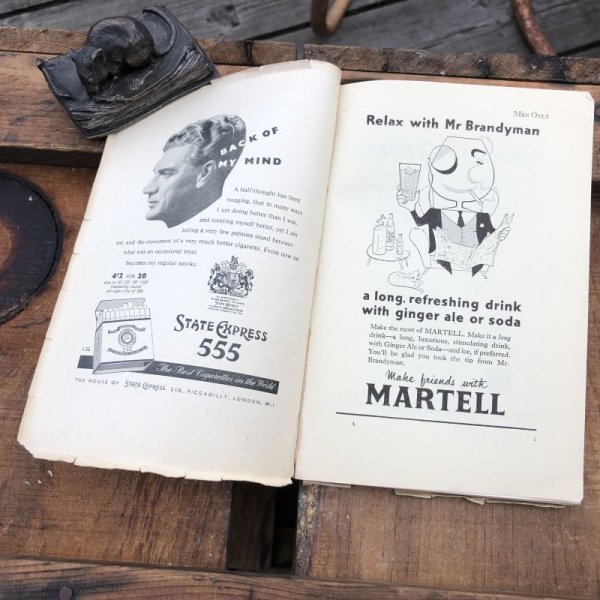 BACK OF
MY MIND
A half-thought has been
nagging, that in many ways
I am doing better than I was,
and treating myself better, yet I am
letting a very few pennies stand between
me and the enjoyment of a very much better cigarette. From now on
what was an occasional treat
becomes my regular smoke.
4'2 FOR 20
STATE EXPRESS
555
The Best Cigarettes in the World
THE HOUSE OF STATE EXPRESS 210, PICCADILLY, LONDON, W.1
MEN ONLY
Relax with Mr Brandyman
a long, refreshing drink
with ginger ale or soda
Make the most of MARTELL. Make it a long
drink—a long, luxurious, stimulating drink,
with Ginger Ale or Soda—and ice, if preferred.
You'll be glad you took the tip from Mr.
Brandyman.
Make friends with
MARTELL
A
1